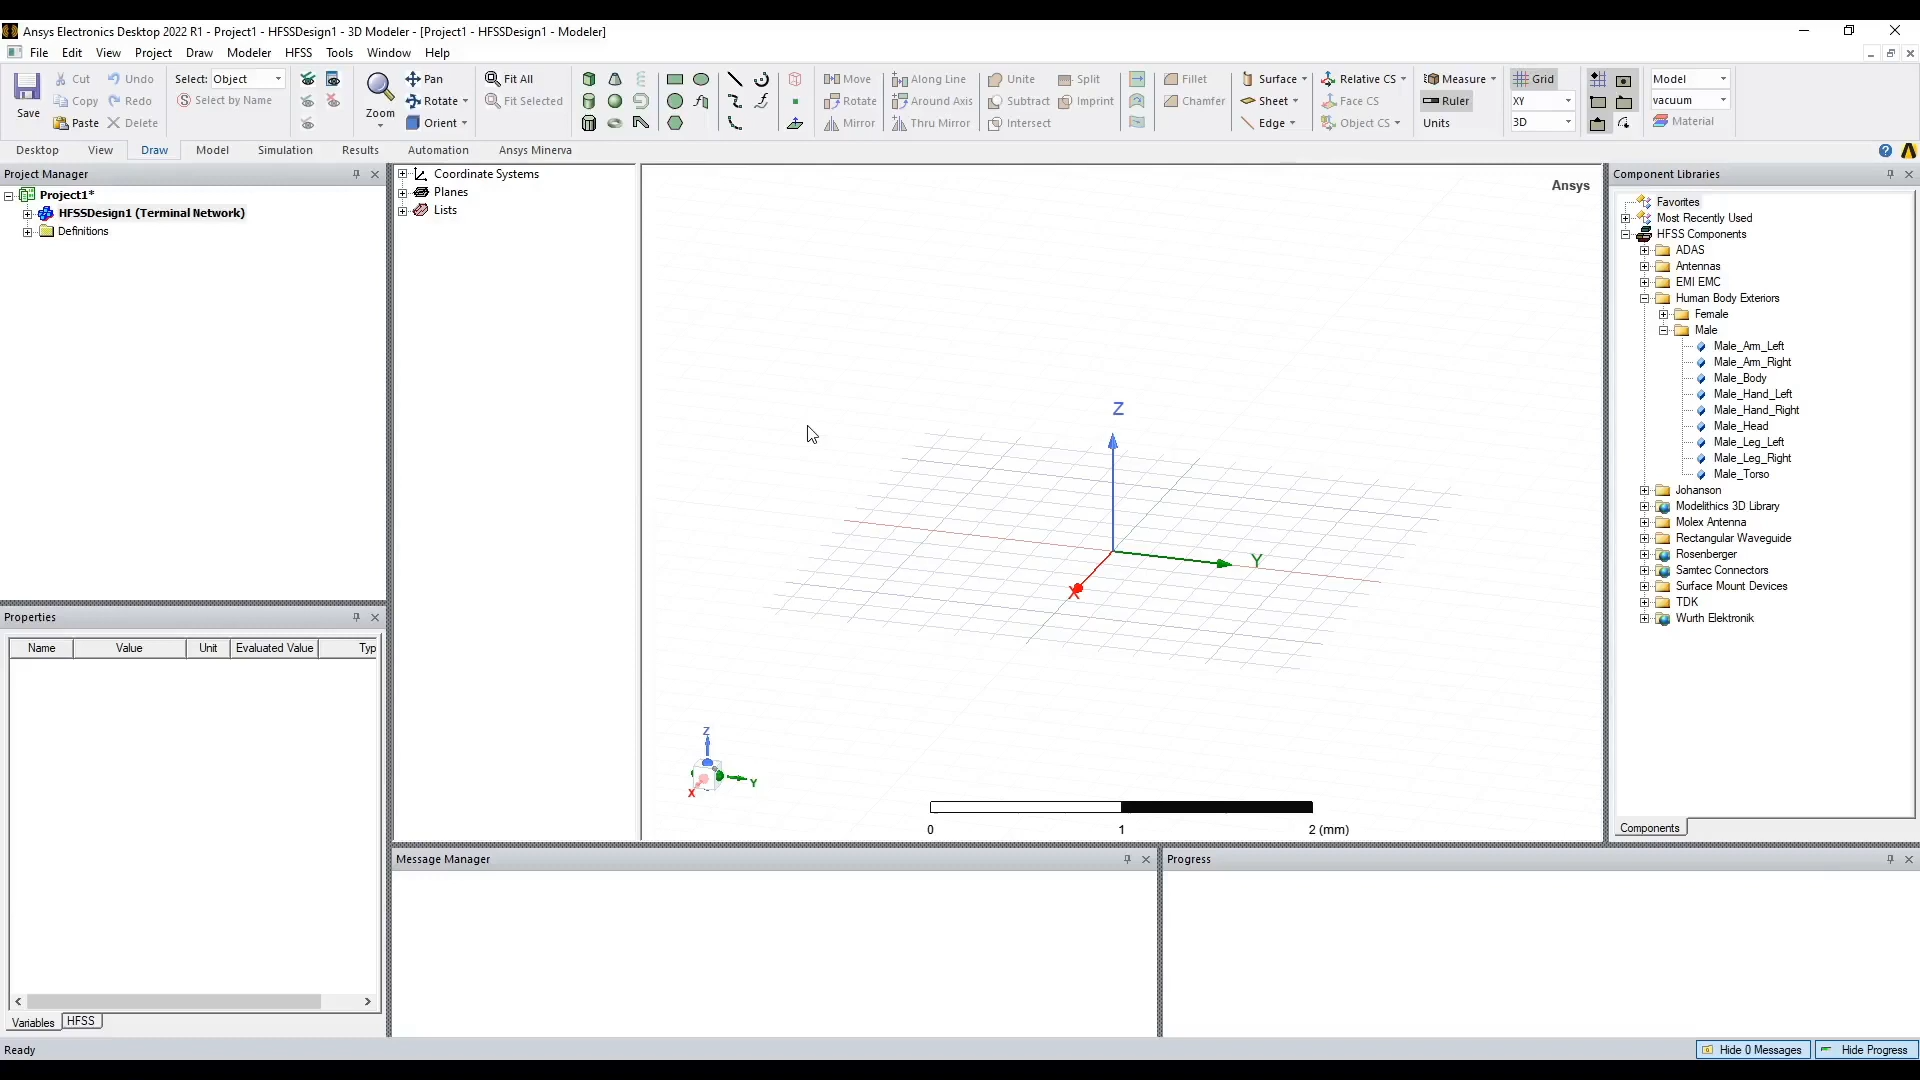 Ansys Electronics Desktop 2022 R1 - Project1 - HFSSDesign1 - 3D Modeler - [Project1 - HFSSDesign1 - Modeler]
File Edit View Project Draw Modeler HFSS Tools Window Help
Save
Cut
Copy
Paste
Undo
Redo
Delete
Select: Object
Select by Name
Zoom
Pan
Rotate
Orient
Fit All
Fit Selected
Move
Rotate
Mirror
Along Line
Around Axis
Thru Mirror
Unite
Subtract
Intersect
Split
Imprint
Fillet
Chamfer
Surface
Sheet
Edge
Relative CS
Face CS
Object CS
Measure
Ruler
Units
Grid
XY
3D
Model
vacuum
Material
Desktop View Draw Model Simulation Results Automation Ansys Minerva
Project Manager
Project1*
HFSSDesign1 (Terminal Network)
Definitions
Properties
Name Value Unit Evaluated Value Typ
Variables HFSS
Coordinate Systems
Planes
Lists
Ansys
Z
Y
X
Z
Y
X
0 1 2 (mm)
Component Libraries
Favorites
Most Recently Used
HFSS Components
ADAS
Antennas
EMI EMC
Human Body Exteriors
Female
Male
Male_Arm_Left
Male_Arm_Right
Male_Body
Male_Hand_Left
Male_Hand_Right
Male_Head
Male_Leg_Left
Male_Leg_Right
Male_Torso
Johanson
Modelithics 3D Library
Molex Antenna
Rectangular Waveguide
Rosenberger
Samtec Connectors
Surface Mount Devices
TDK
Wurth Elektronik
Components
Message Manager
Progress
Ready
Hide 0 Messages
Hide Progress